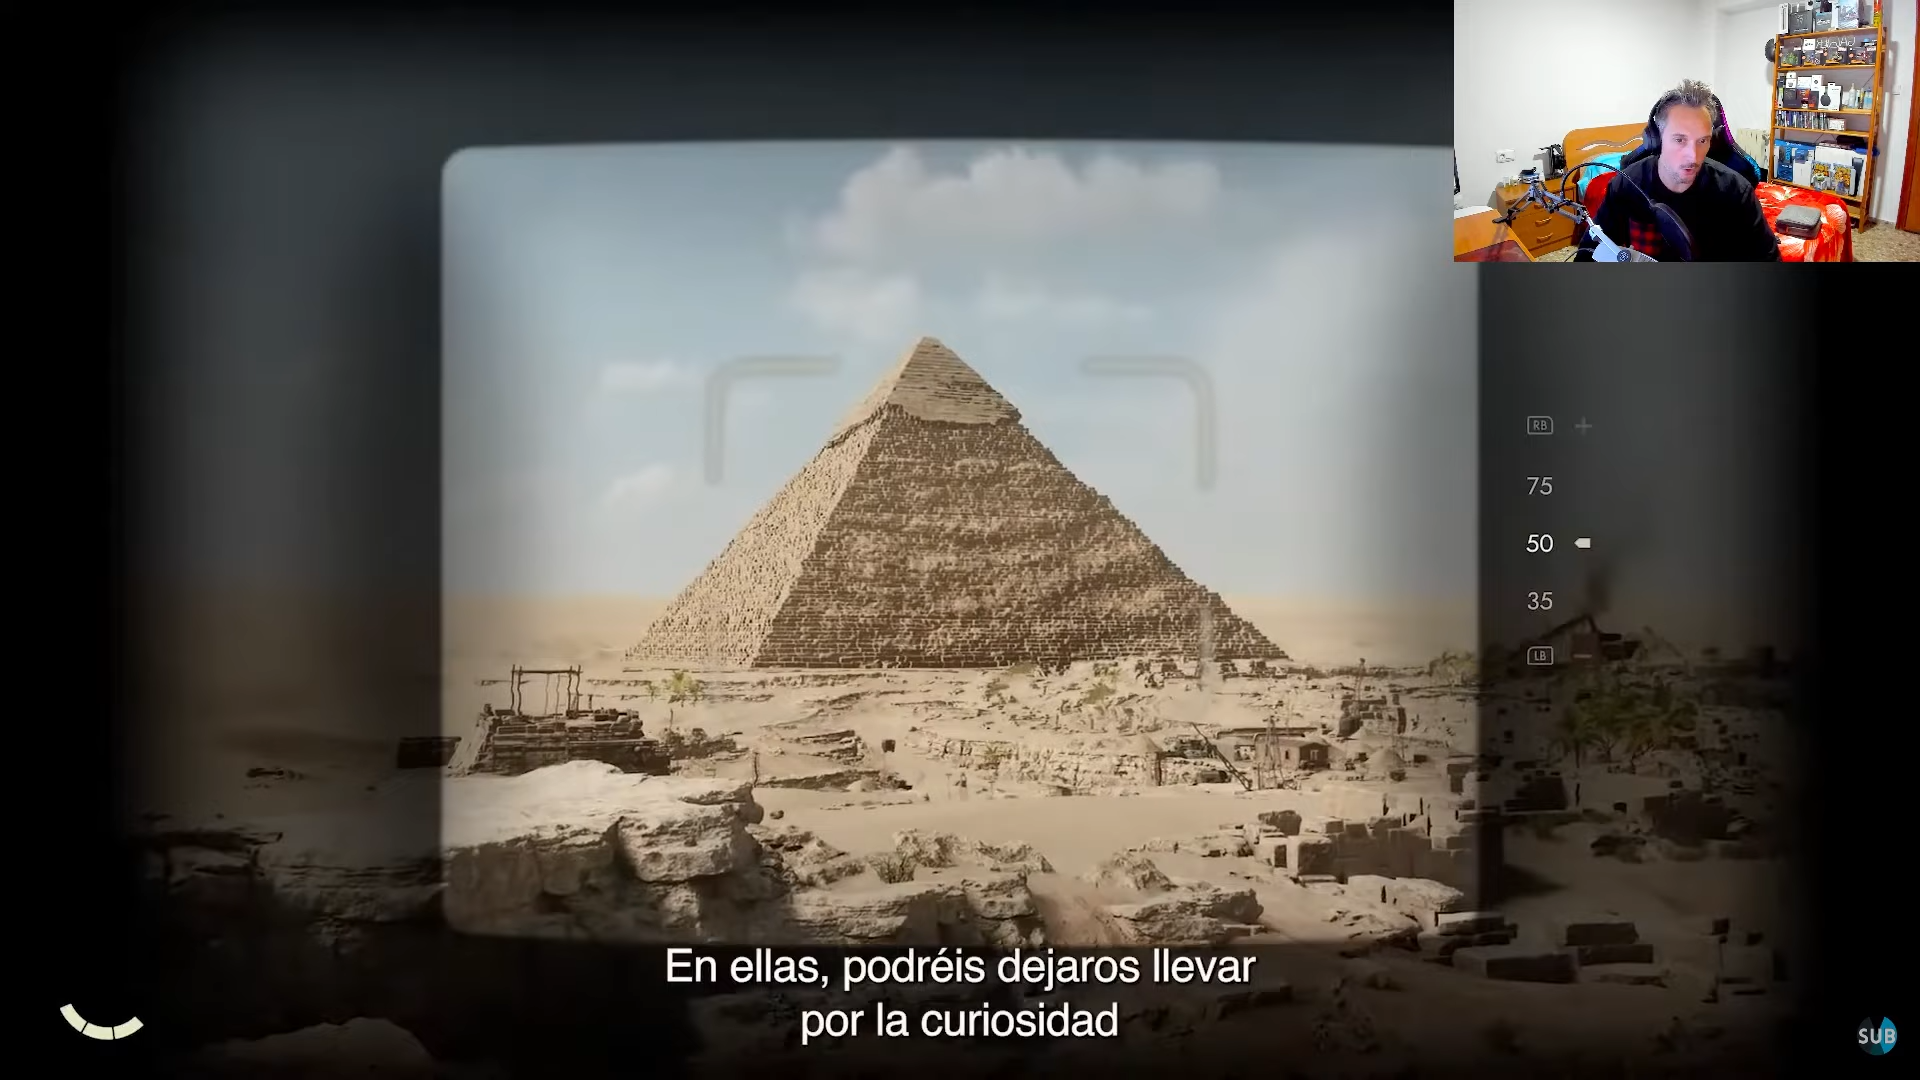 RB
75
50
35
LB
En ellas, podréis dejaros llevar
por la curiosidad
SUB